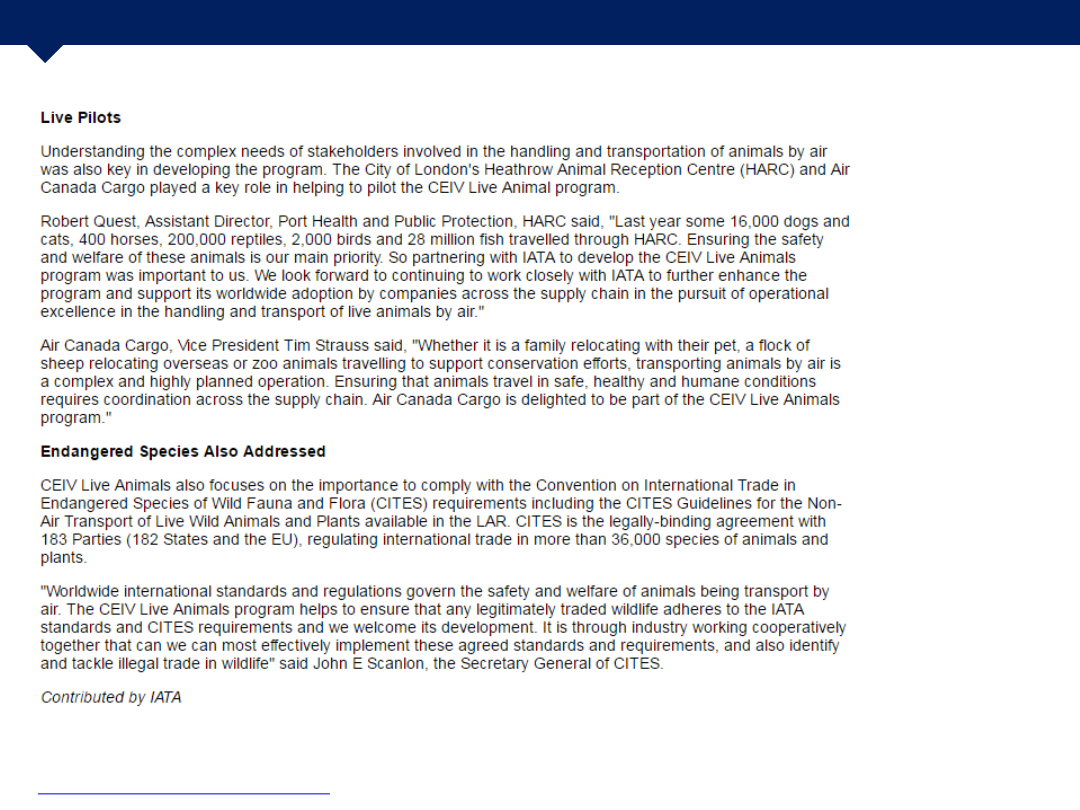 Live Pilots
Understanding the complex needs of stakeholders involved in the handling and transportation of animals by air
was also key in developing the program. The City of London's Heathrow Animal Reception Centre (HARC) and Air
Canada Cargo played a key role in helping to pilot the CEIV Live Animal program.
Robert Quest, Assistant Director, Port Health and Public Protection, HARC said, "Last year some 16,000 dogs and
cats, 400 horses, 200,000 reptiles, 2,000 birds and 28 million fish travelled through HARC. Ensuring the safety
and welfare of these animals is our main priority. So partnering with IATA to develop the CEIV Live Animals
program was important to us. We look forward to continuing to work closely with IATA to further enhance the
program and support its worldwide adoption by companies across the supply chain in the pursuit of operational
excellence in the handling and transport of live animals by air."
Air Canada Cargo, Vice President Tim Strauss said, "Whether it is a family relocating with their pet, a flock of
sheep relocating overseas or zoo animals travelling to support conservation efforts, transporting animals by air is
a complex and highly planned operation. Ensuring that animals travel in safe, healthy and humane conditions
requires coordination across the supply chain. Air Canada Cargo is delighted to be part of the CEIV Live Animals
program."
Endangered Species Also Addressed
CEIV Live Animals also focuses on the importance to comply with the Convention on International Trade in
Endangered Species of Wild Fauna and Flora (CITES) requirements including the CITES Guidelines for the Non-
Air Transport of Live Wild Animals and Plants available in the LAR. CITES is the legally-binding agreement with
183 Parties (182 States and the EU), regulating international trade in more than 36,000 species of animals and
plants.
"Worldwide international standards and regulations govern the safety and welfare of animals being transport by
air. The CEIV Live Animals program helps to ensure that any legitimately traded wildlife adheres to the IATA
standards and CITES requirements and we welcome its development. It is through industry working cooperatively
together that can we can most effectively implement these agreed standards and requirements, and also identify
and tackle illegal trade in wildlife" said John E Scanlon, the Secretary General of CITES.
Contributed by IATA